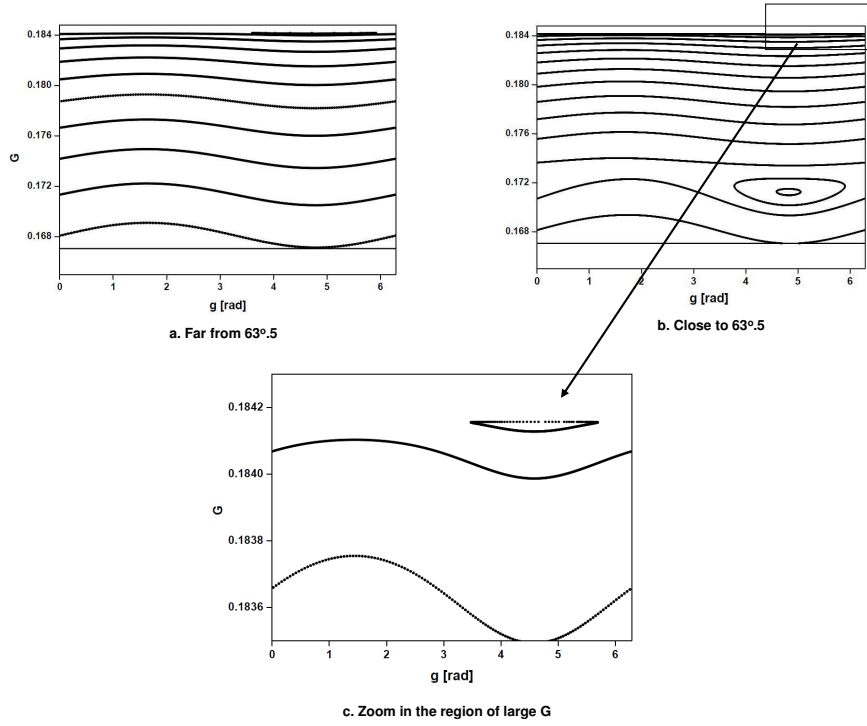 0.184
0.180
0.176
0.172
0.168
G
0 1 2 3 4 5 6
g [rad]
a. Far from 63º.5
0.184
0.180
0.176
0.172
0.168
0 1 2 3 4 5 6
g [rad]
b. Close to 63º.5
0.1842
0.1840
0.1838
0.1836
G
0 1 2 3 4 5 6
g [rad]
c. Zoom in the region of large G